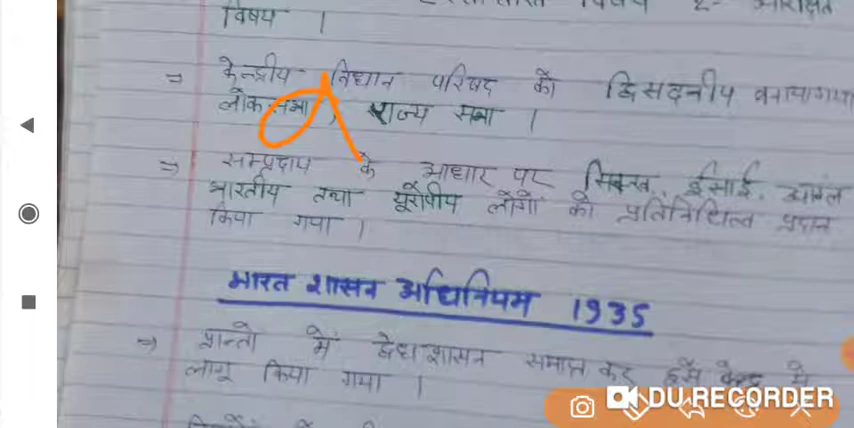 विषय ।
⇒ केन्द्रीय विधान परिषद को द्विसदनीय बनाया गया
लोकसभा, राज्य सभा ।
⇒ सम्प्रदाय के आधार पर सिक्ख, ईसाई, आंग्ल
भारतीय तथा यूरोपीय लोगों को प्रतिनिधित्व प्रदान
किया गया ।
भारत शासन अधिनियम 1935
⇒ प्रान्तो में द्वैध शासन समाप्त कर इसे केन्द्र में
लागू किया गया ।
DU RECORDER